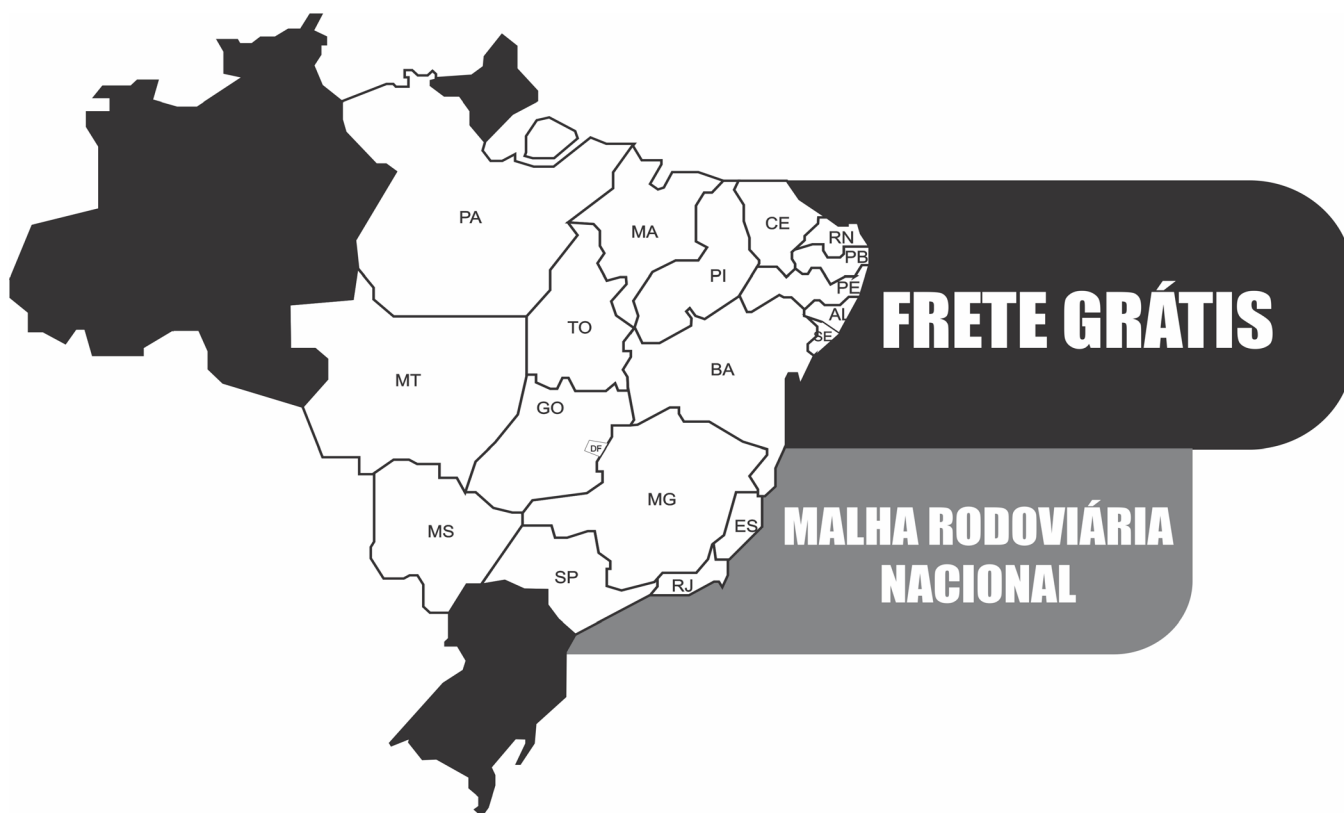 PA
MA
CE
RN
PB
PI
PÉ
AL
SE
TO
BA
MT
GO
DF
MG
ES
MS
SP
RJ
FRETE GRÁTIS
MALHA RODOVIÁRIA
NACIONAL